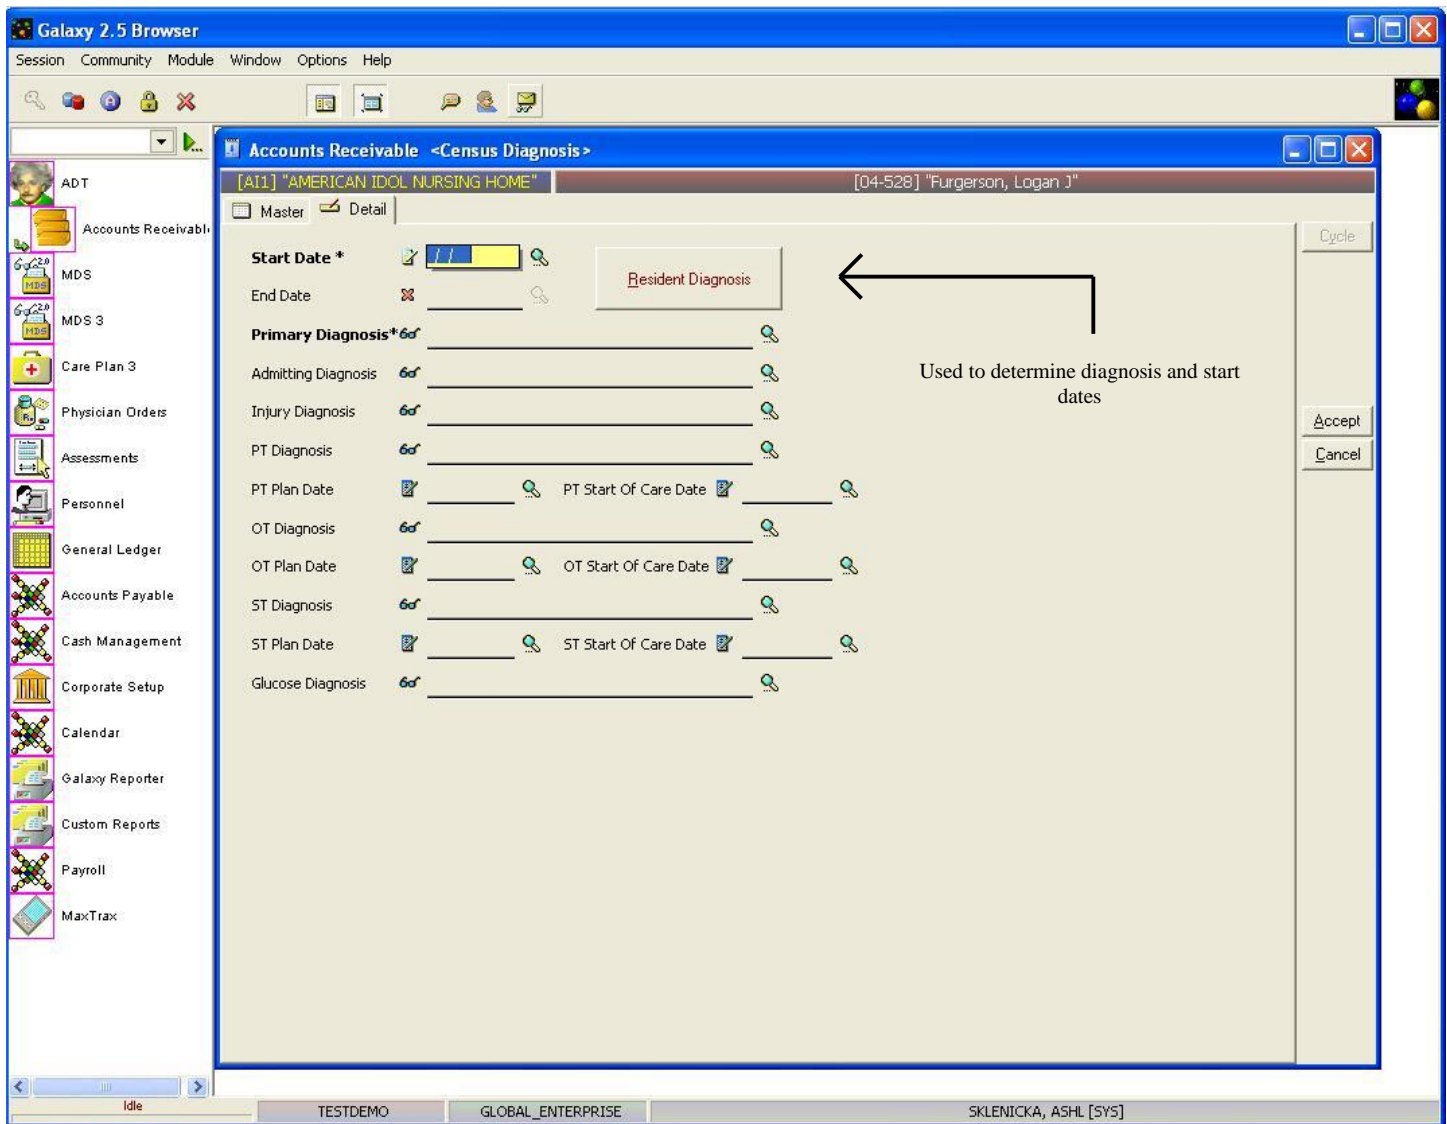 Galaxy 2.5 Browser
Session Community Module Window Options Help
Accounts Receivable <Census Diagnosis>
[AI1] "AMERICAN IDOL NURSING HOME" [04-528] "Furgerson, Logan J"
Master Detail
ADT
Accounts Receivabl
MDS
MDS 3
Care Plan 3
Physician Orders
Assessments
Personnel
General Ledger
Accounts Payable
Cash Management
Corporate Setup
Calendar
Galaxy Reporter
Custom Reports
Payroll
MaxTrax
Start Date * / /
Resident Diagnosis
End Date
Primary Diagnosis*
Admitting Diagnosis
Injury Diagnosis
PT Diagnosis
PT Plan Date PT Start Of Care Date
OT Diagnosis
OT Plan Date OT Start Of Care Date
ST Diagnosis
ST Plan Date ST Start Of Care Date
Glucose Diagnosis
Used to determine diagnosis and start
dates
Cycle
Accept
Cancel
Idle TESTDEMO GLOBAL_ENTERPRISE SKLENICKA, ASHL [SYS]